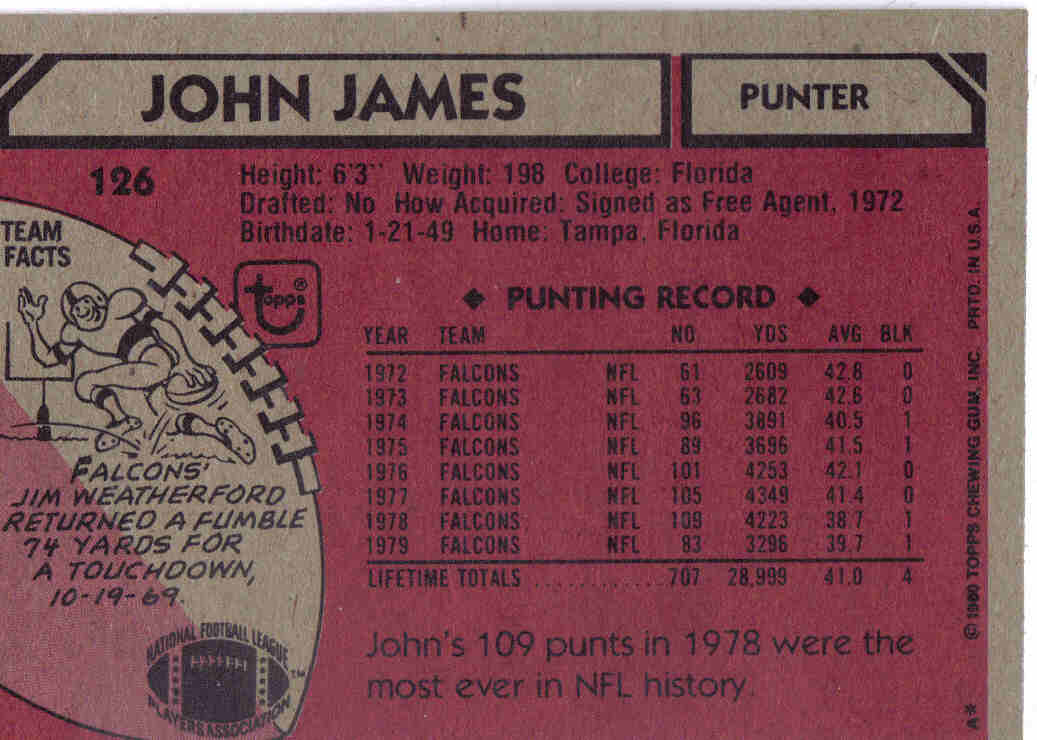 JOHN JAMES PUNTER
126
Height: 6'3" Weight: 198 College: Florida
Drafted: No How Acquired: Signed as Free Agent, 1972
Birthdate: 1-21-49 Home: Tampa, Florida
TEAM
FACTS
topps®
FALCONS'
JIM WEATHERFORD
RETURNED A FUMBLE
74 YARDS FOR
A TOUCHDOWN,
10-19-69.
NATIONAL FOOTBALL LEAGUE
PLAYERS ASSOCIATION
™
◆ PUNTING RECORD ◆
YEAR TEAM NO YDS AVG BLK
1972 FALCONS NFL 61 2609 42.8 0
1973 FALCONS NFL 63 2682 42.6 0
1974 FALCONS NFL 96 3891 40.5 1
1975 FALCONS NFL 89 3696 41.5 1
1976 FALCONS NFL 101 4253 42.1 0
1977 FALCONS NFL 105 4349 41.4 0
1978 FALCONS NFL 109 4223 38.7 1
1979 FALCONS NFL 83 3296 39.7 1
LIFETIME TOTALS ............. 707 28,999 41.0 4
John's 109 punts in 1978 were the
most ever in NFL history.
A* © 1980 TOPPS CHEWING GUM, INC. PRTD. IN U.S.A.